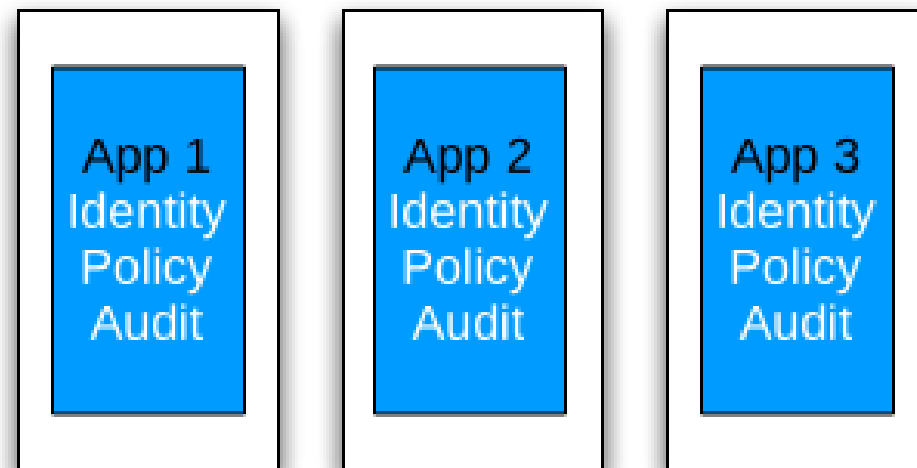 App 1
Identity
Policy
Audit
App 2
Identity
Policy
Audit
App 3
Identity
Policy
Audit